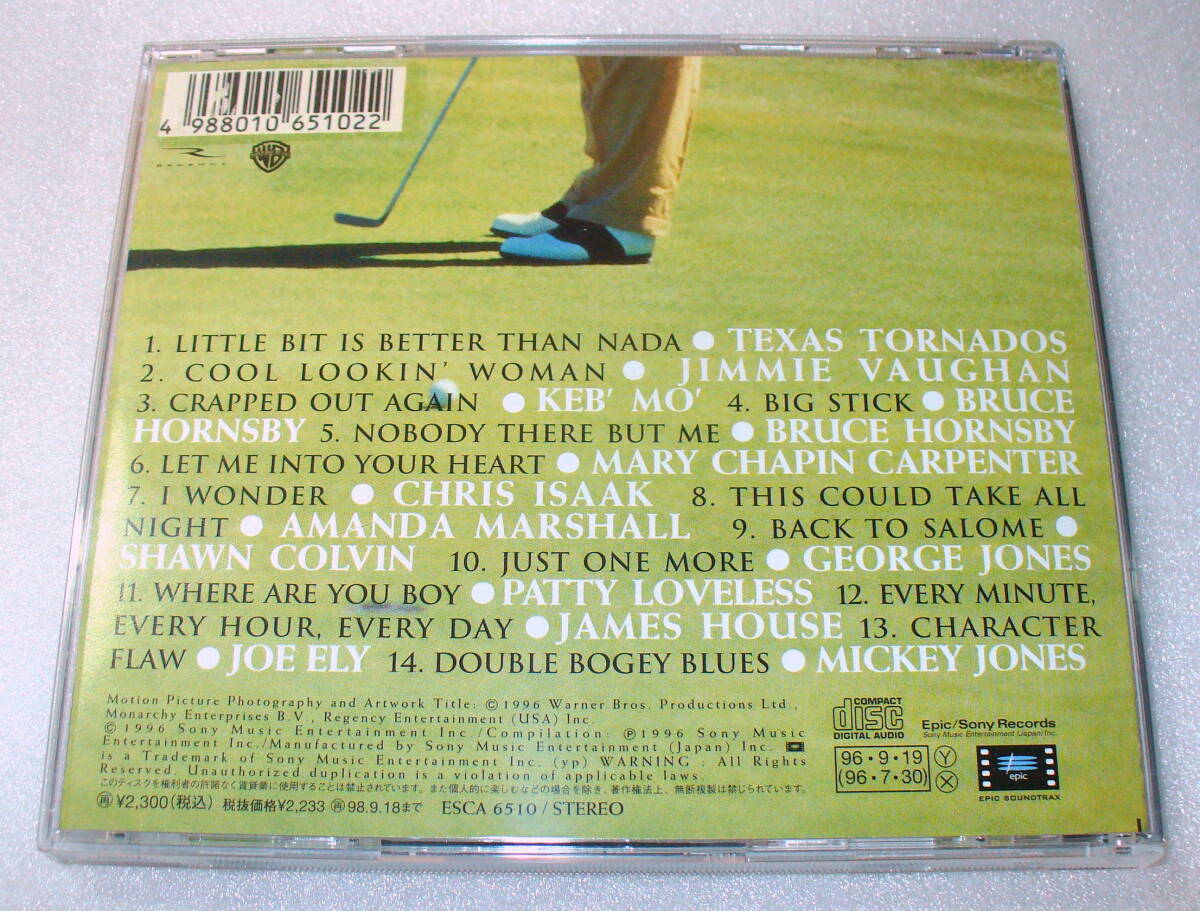 4 988010 651022
REGENCY
WB
1. LITTLE BIT IS BETTER THAN NADA ● TEXAS TORNADOS
2. COOL LOOKIN' WOMAN ● JIMMIE VAUGHAN
3. CRAPPED OUT AGAIN ● KEB' MO' 4. BIG STICK ● BRUCE
HORNSBY 5. NOBODY THERE BUT ME ● BRUCE HORNSBY
6. LET ME INTO YOUR HEART ● MARY CHAPIN CARPENTER
7. I WONDER ● CHRIS ISAAK 8. THIS COULD TAKE ALL
NIGHT ● AMANDA MARSHALL 9. BACK TO SALOME ●
SHAWN COLVIN 10. JUST ONE MORE ● GEORGE JONES
11. WHERE ARE YOU BOY ● PATTY LOVELESS 12. EVERY MINUTE,
EVERY HOUR, EVERY DAY ● JAMES HOUSE 13. CHARACTER
FLAW ● JOE ELY 14. DOUBLE BOGEY BLUES ● MICKEY JONES
Motion Picture Photography and Artwork Title: © 1996 Warner Bros. Productions Ltd.,
Monarchy Enterprises B.V., Regency Entertainment (USA) Inc.
© 1996 Sony Music Entertainment Inc./Compilation: ℗ 1996 Sony Music
Entertainment Inc./Manufactured by Sony Music Entertainment (Japan) Inc.
is a Trademark of Sony Music Entertainment Inc. (yp) WARNING : All Rights
Reserved. Unauthorized duplication is a violation of applicable laws.
このディスクを権利者の許諾なく賃貸業に使用することは禁止されています。また個人的に楽しむなどの場合を除き、著作権法上、無断複製は禁じられています。
再 ¥2,300(税込) 税抜価格¥2,233 再 98.9.18まで ESCA 6510 / STEREO
COMPACT
disc
DIGITAL AUDIO
Epic/Sony Records
Sony Music Entertainment (Japan) Inc.
96・9・19 Y
(96・7・30) X
epic
EPIC SOUNDTRAX